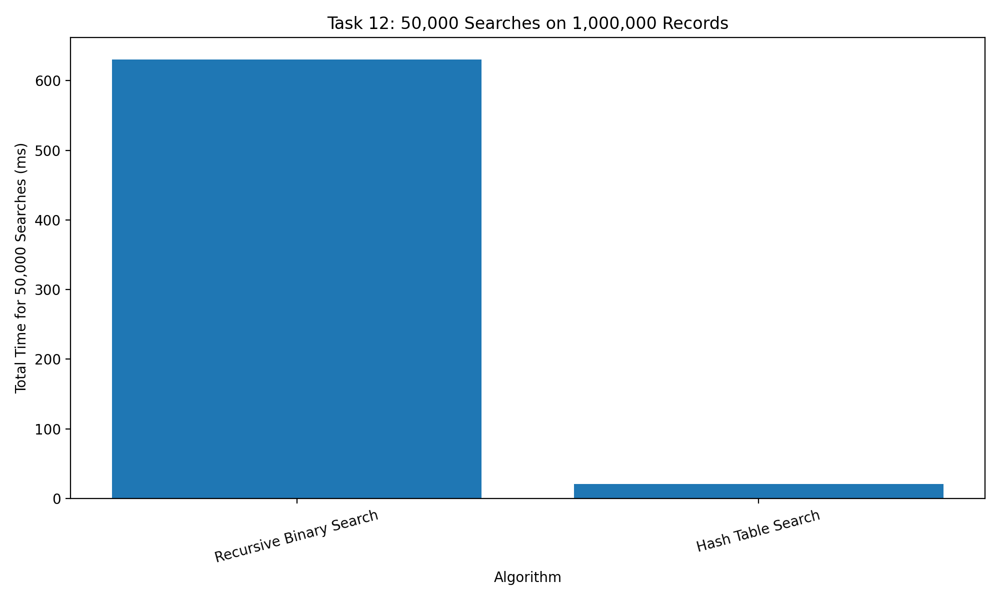 Task 12: 50,000 Searches on 1,000,000 Records
Total Time for 50,000 Searches (ms)
600
500
400
300
200
100
0
Recursive Binary Search
Hash Table Search
Algorithm